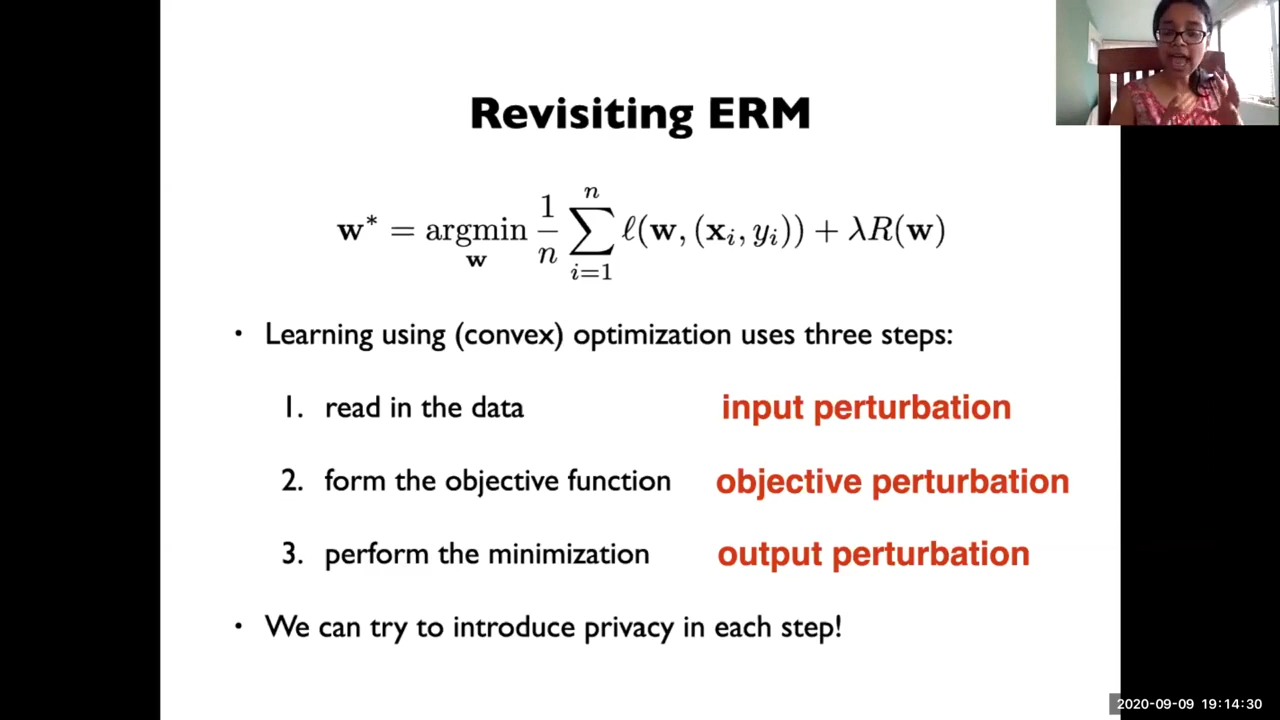 Revisiting ERM
w* = argmin_w 1/n ∑_{i=1}^{n} ℓ(w, (x_i, y_i)) + λR(w)
• Learning using (convex) optimization uses three steps:
1. read in the data input perturbation
2. form the objective function objective perturbation
3. perform the minimization output perturbation
• We can try to introduce privacy in each step!
2020-09-09 19:14:30